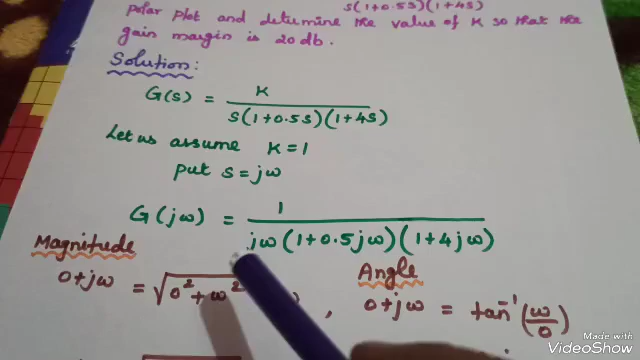 s(1+0.5s)(1+4s)
polar plot and determine the value of K so that the
gain margin is 20db.
Solution:
G(s) = K / s(1+0.5s)(1+4s)
Let us assume K=1
put s=jω
G(jω) = 1 / jω(1+0.5jω)(1+4jω)
Magnitude
0+jω = √0²+ω²
Angle
, 0+jω = tan⁻¹(ω/0)
Made with
VideoShow